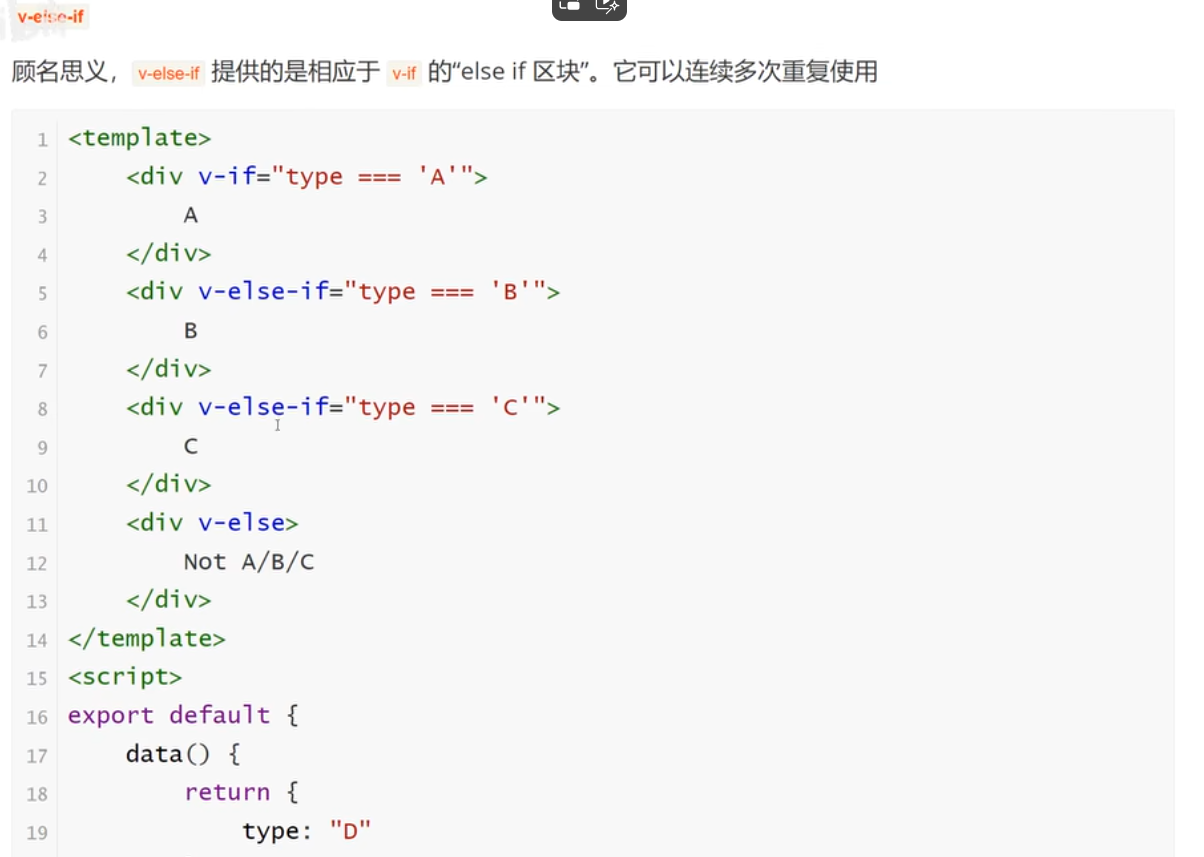 v-else-if
顾名思义， v-else-if 提供的是相应于 v-if 的“else if 区块”。它可以连续多次重复使用
1 <template>
2     <div v-if="type === 'A'">
3         A
4     </div>
5     <div v-else-if="type === 'B'">
6         B
7     </div>
8     <div v-else-if="type === 'C'">
9         C
10     </div>
11     <div v-else>
12         Not A/B/C
13     </div>
14 </template>
15 <script>
16 export default {
17     data() {
18         return {
19             type: "D"